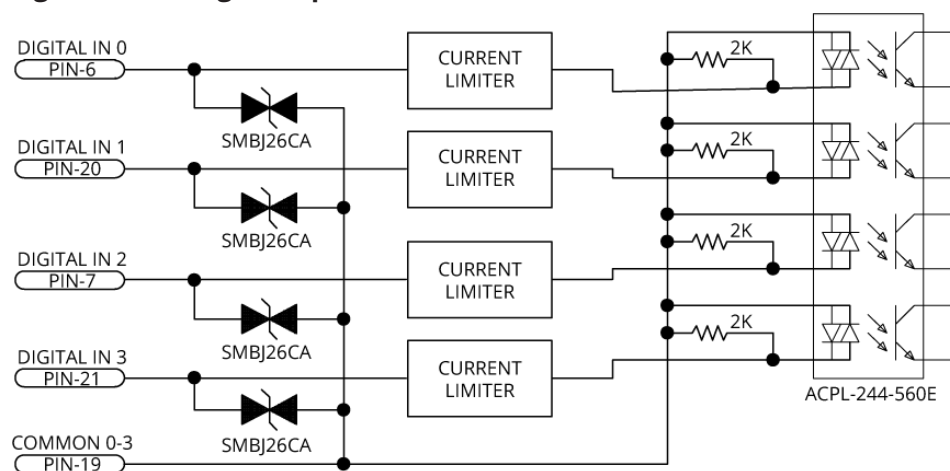 DIGITAL IN 0
PIN-6
CURRENT
LIMITER
2K
SMBJ26CA
DIGITAL IN 1
PIN-20
CURRENT
LIMITER
2K
SMBJ26CA
DIGITAL IN 2
PIN-7
CURRENT
LIMITER
2K
SMBJ26CA
DIGITAL IN 3
PIN-21
CURRENT
LIMITER
2K
ACPL-244-560E
SMBJ26CA
COMMON 0-3
PIN-19